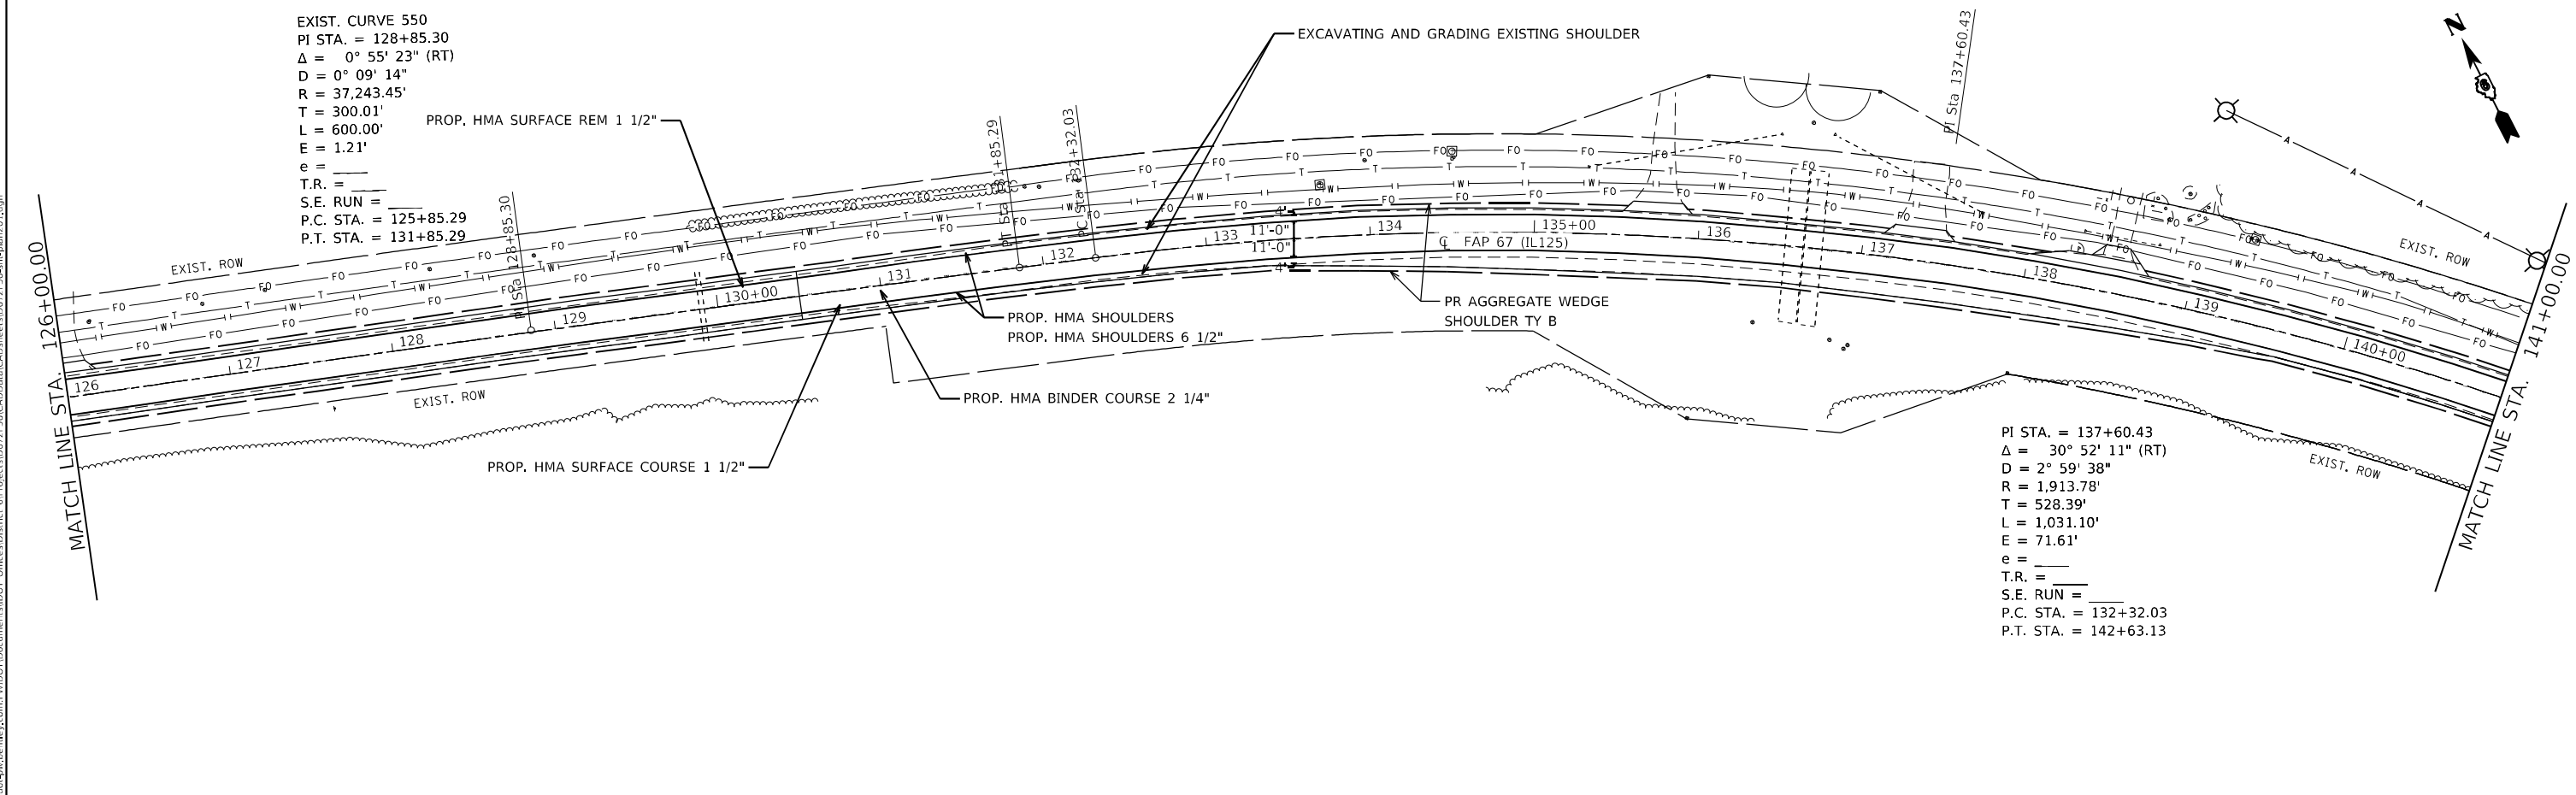 EXIST. CURVE 550
PI STA. = 128+85.30
Δ = 0° 55' 23" (RT)
D = 0° 09' 14"
R = 37,243.45'
T = 300.01'
L = 600.00'
E = 1.21'
e = ____
T.R. = ____
S.E. RUN = ____
P.C. STA. = 125+85.29
P.T. STA. = 131+85.29
EXCAVATING AND GRADING EXISTING SHOULDER
PROP. HMA SURFACE REM 1 1/2"
N
PI Sta 137+60.43
PI Sta 128+85.30
EXIST. ROW
EXIST. ROW
MATCH LINE STA. 126+00.00
126
127
128
129
130+00
131
132
133
134
135+00
136
137
138
139
140+00
4'
11'-0"
11'-0"
4'
℄ FAP 67 (IL125)
PR AGGREGATE WEDGE
SHOULDER TY B
PROP. HMA SHOULDERS
PROP. HMA SHOULDERS 6 1/2"
PROP. HMA BINDER COURSE 2 1/4"
EXIST. ROW
PROP. HMA SURFACE COURSE 1 1/2"
EXIST. ROW
MATCH LINE STA. 141+00.00
PI STA. = 137+60.43
Δ = 30° 52' 11" (RT)
D = 2° 59' 38"
R = 1,913.78'
T = 528.39'
L = 1,031.10'
E = 71.61'
e = ____
T.R. = ____
S.E. RUN = ____
P.C. STA. = 132+32.03
P.T. STA. = 142+63.13